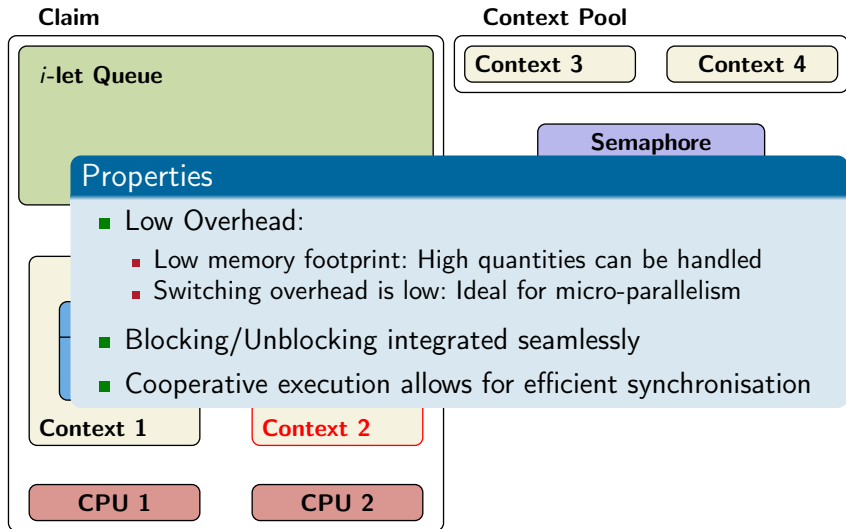 Claim
Context Pool
i-let Queue
Context 3
Context 4
Semaphore
Properties
Low Overhead:
Low memory footprint: High quantities can be handled
Switching overhead is low: Ideal for micro-parallelism
Blocking/Unblocking integrated seamlessly
Cooperative execution allows for efficient synchronisation
Context 1
Context 2
CPU 1
CPU 2